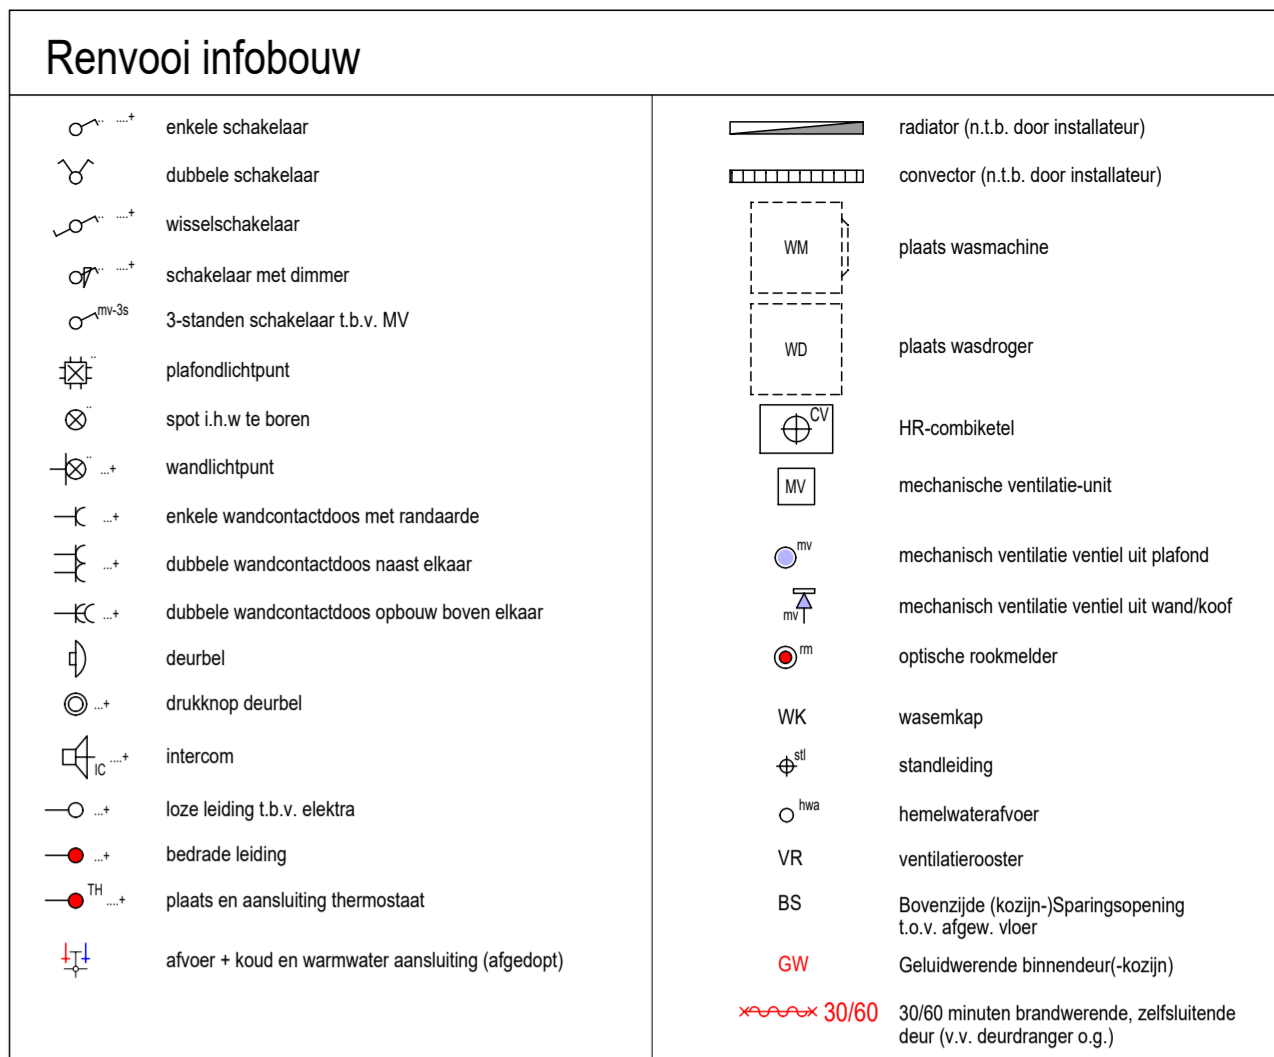 Renvooi infobouw
.. ....+ enkele schakelaar
dubbele schakelaar
.. ....+ wisselschakelaar
.. ....+ schakelaar met dimmer
mv-3s 3-standen schakelaar t.b.v. MV
.. plafondlichtpunt
.. spot i.h.w te boren
.. ...+ wandlichtpunt
...+ enkele wandcontactdoos met randaarde
...+ dubbele wandcontactdoos naast elkaar
...+ dubbele wandcontactdoos opbouw boven elkaar
deurbel
...+ drukknop deurbel
IC ....+ intercom
...+ loze leiding t.b.v. elektra
...+ bedrade leiding
TH ....+ plaats en aansluiting thermostaat
afvoer + koud en warmwater aansluiting (afgedopt)
radiator (n.t.b. door installateur)
convector (n.t.b. door installateur)
WM plaats wasmachine
WD plaats wasdroger
CV HR-combiketel
MV mechanische ventilatie-unit
mv mechanisch ventilatie ventiel uit plafond
mv mechanisch ventilatie ventiel uit wand/koof
rm optische rookmelder
WK wasemkap
stl standleiding
hwa hemelwaterafvoer
VR ventilatierooster
BS Bovenzijde (kozijn-)Sparingsopening
t.o.v. afgew. vloer
GW Geluidwerende binnendeur(-kozijn)
30/60 30/60 minuten brandwerende, zelfsluitende
deur (v.v. deurdranger o.g.)